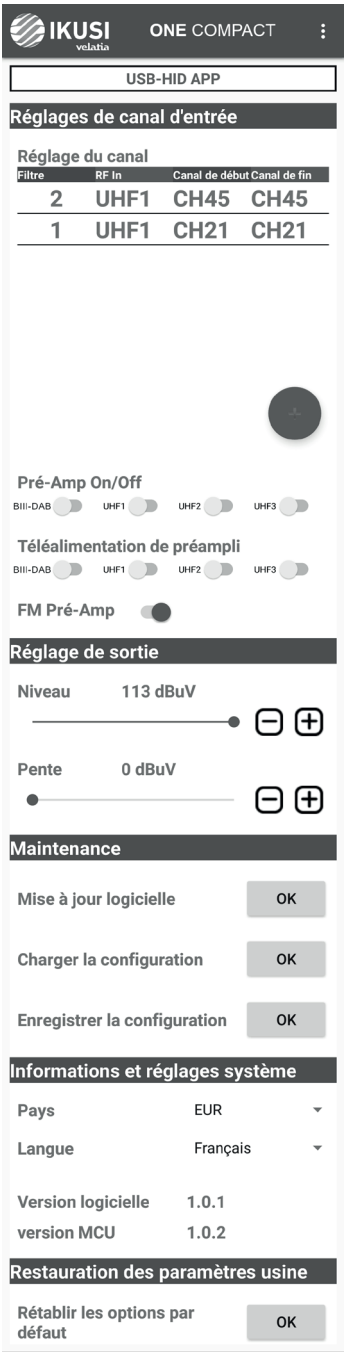 IKUSI
velatia
ONE COMPACT
USB-HID APP
Réglages de canal d'entrée
Réglage du canal
Filtre RF In Canal de début Canal de fin
2 UHF1 CH45 CH45
1 UHF1 CH21 CH21
Pré-Amp On/Off
BIII-DAB UHF1 UHF2 UHF3
Téléalimentation de préampli
BIII-DAB UHF1 UHF2 UHF3
FM Pré-Amp
Réglage de sortie
Niveau 113 dBuV
Pente 0 dBuV
Maintenance
Mise à jour logicielle OK
Charger la configuration OK
Enregistrer la configuration OK
Informations et réglages système
Pays EUR
Langue Français
Version logicielle 1.0.1
version MCU 1.0.2
Restauration des paramètres usine
Rétablir les options par
défaut OK